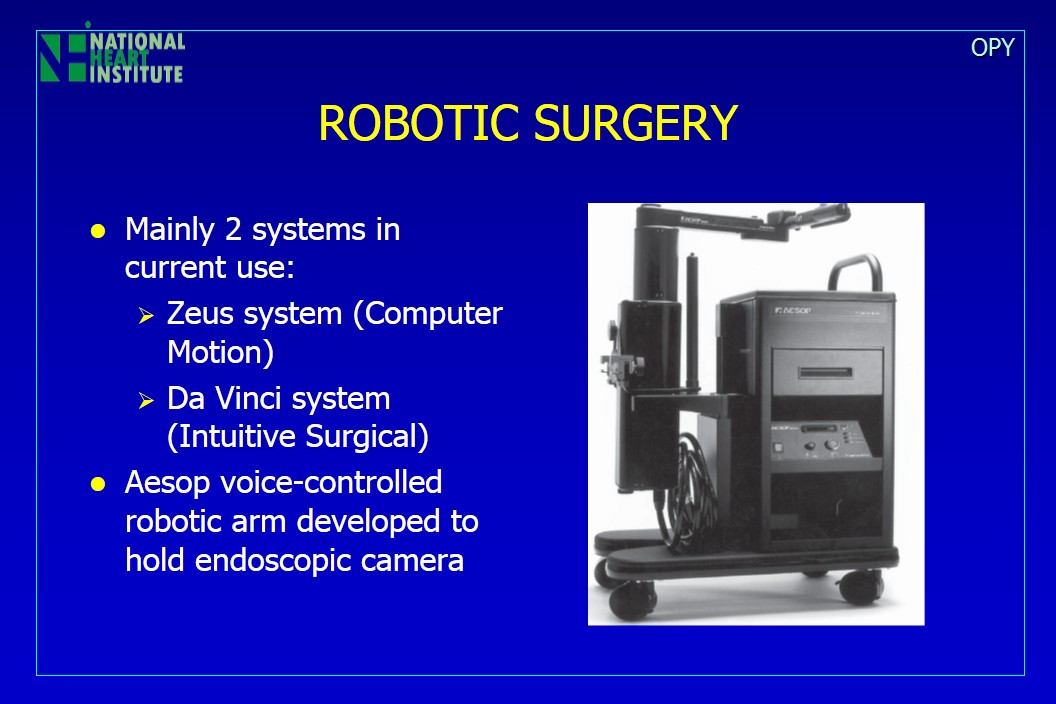 NATIONAL
HEART
INSTITUTE
OPY
ROBOTIC SURGERY
Mainly 2 systems in
current use:
Zeus system (Computer
Motion)
Da Vinci system
(Intuitive Surgical)
Aesop voice-controlled
robotic arm developed to
hold endoscopic camera
AESOP